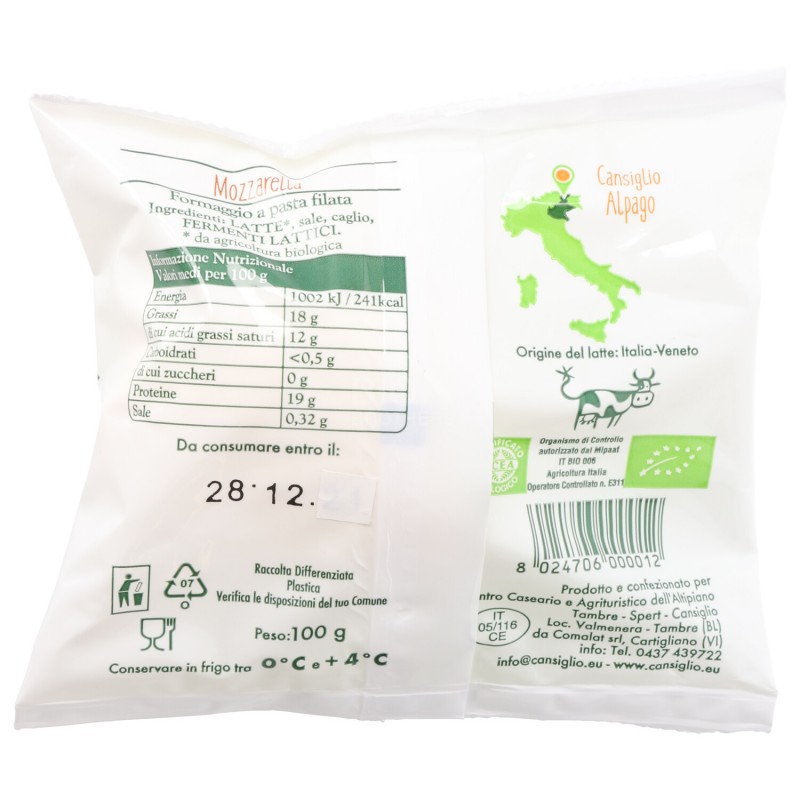 Mozzarella
Formaggio a pasta filata
Ingredienti: LATTE*, sale, caglio,
FERMENTI LATTICI.
* da agricoltura biologica
Informazione Nutrizionale
Valori medi per 100 g
Energia 1002 kJ / 241kcal
Grassi 18 g
di cui acidi grassi saturi 12 g
Carboidrati <0,5 g
di cui zuccheri 0 g
Proteine 19 g
Sale 0,32 g
Da consumare entro il:
28·12.
07
O
Raccolta Differenziata
Plastica
Verifica le disposizioni del tuo Comune
Peso:100 g
Conservare in frigo tra 0°C e +4°C
Cansiglio
Alpago
Origine del latte: Italia-Veneto
Organismo di Controllo
autorizzato dal Mipaaf
IT BIO 006
Agricoltura Italia
Operatore Controllato n. E311
8 024706 000012
Prodotto e confezionato per
ntro Caseario e Agrituristico dell'Altipiano
Tambre - Spert - Cansiglio
Loc. Valmenera - Tambre (BL)
da Comalat srl, Cartigliano (VI)
info: Tel. 0437 439722
info@cansiglio.eu - www.cansiglio.eu
IT
05/116
CE